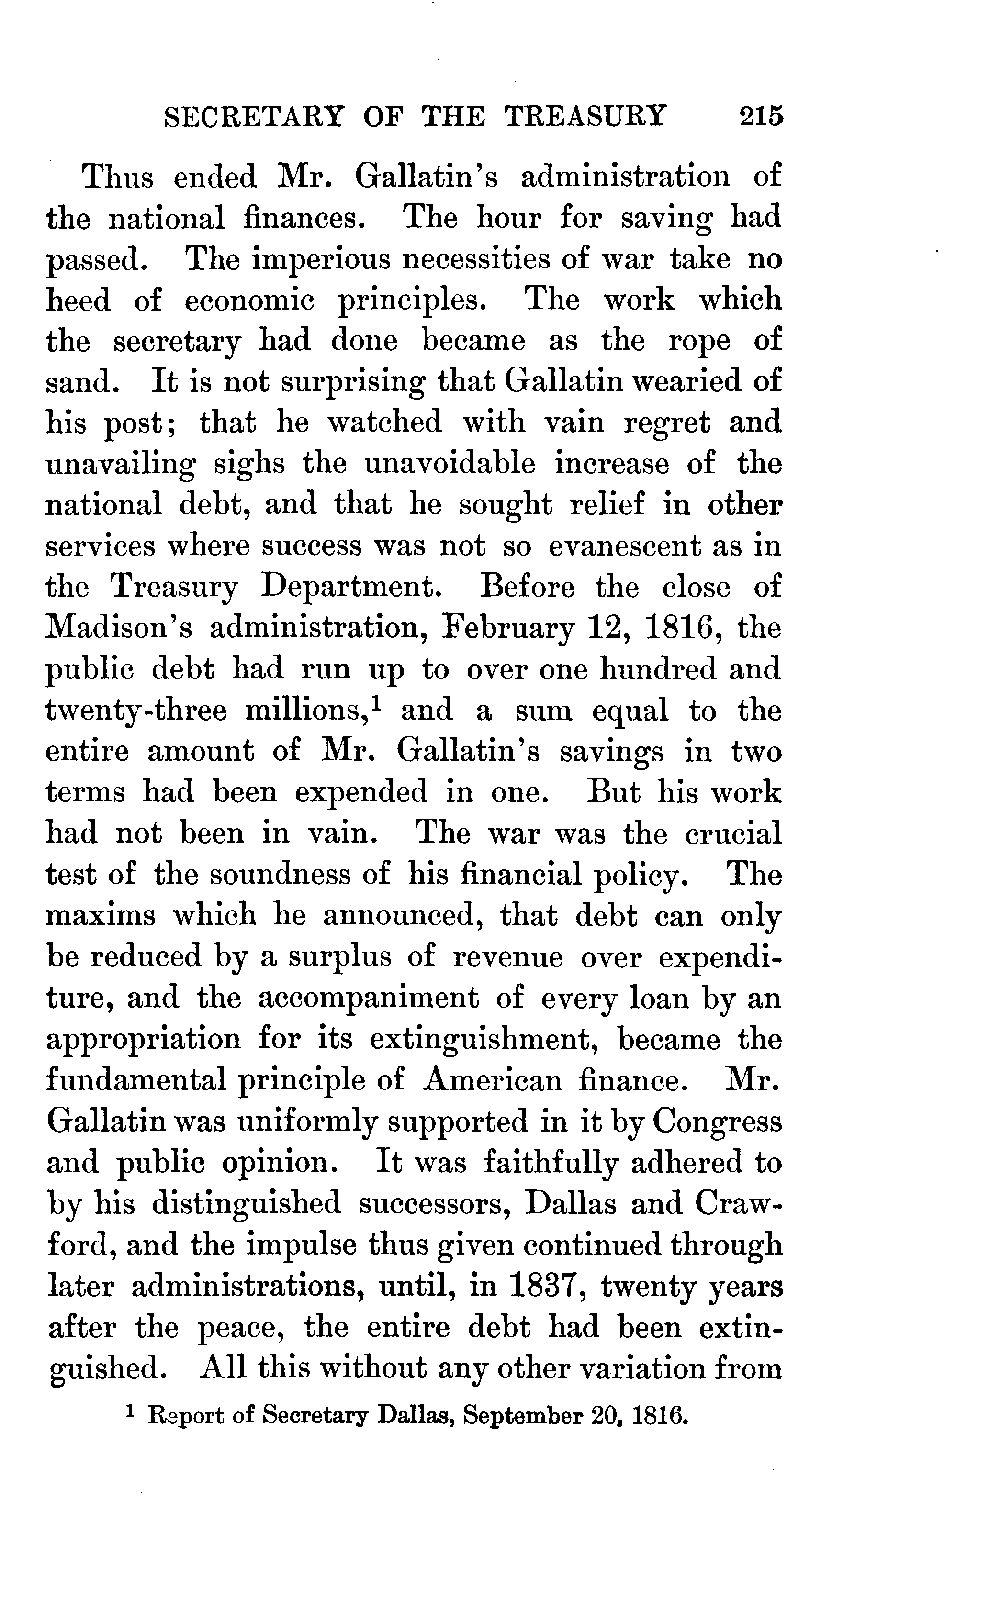 SECRETARY OF THE TREASURY 215
Thus ended Mr. Gallatin's administration of
the national finances. The hour for saving had
passed. The imperious necessities of war take no
heed of economic principles. The work which
the secretary had done became as the rope of
sand. It is not surprising that Gallatin wearied of
his post; that he watched with vain regret and
unavailing sighs the unavoidable increase of the
national debt, and that he sought relief in other
services where success was not so evanescent as in
the Treasury Department. Before the close of
Madison's administration, February 12, 1816, the
public debt had run up to over one hundred and
twenty-three millions,¹ and a sum equal to the
entire amount of Mr. Gallatin's savings in two
terms had been expended in one. But his work
had not been in vain. The war was the crucial
test of the soundness of his financial policy. The
maxims which he announced, that debt can only
be reduced by a surplus of revenue over expendi-
ture, and the accompaniment of every loan by an
appropriation for its extinguishment, became the
fundamental principle of American finance. Mr.
Gallatin was uniformly supported in it by Congress
and public opinion. It was faithfully adhered to
by his distinguished successors, Dallas and Craw-
ford, and the impulse thus given continued through
later administrations, until, in 1837, twenty years
after the peace, the entire debt had been extin-
guished. All this without any other variation from
¹ Report of Secretary Dallas, September 20, 1816.